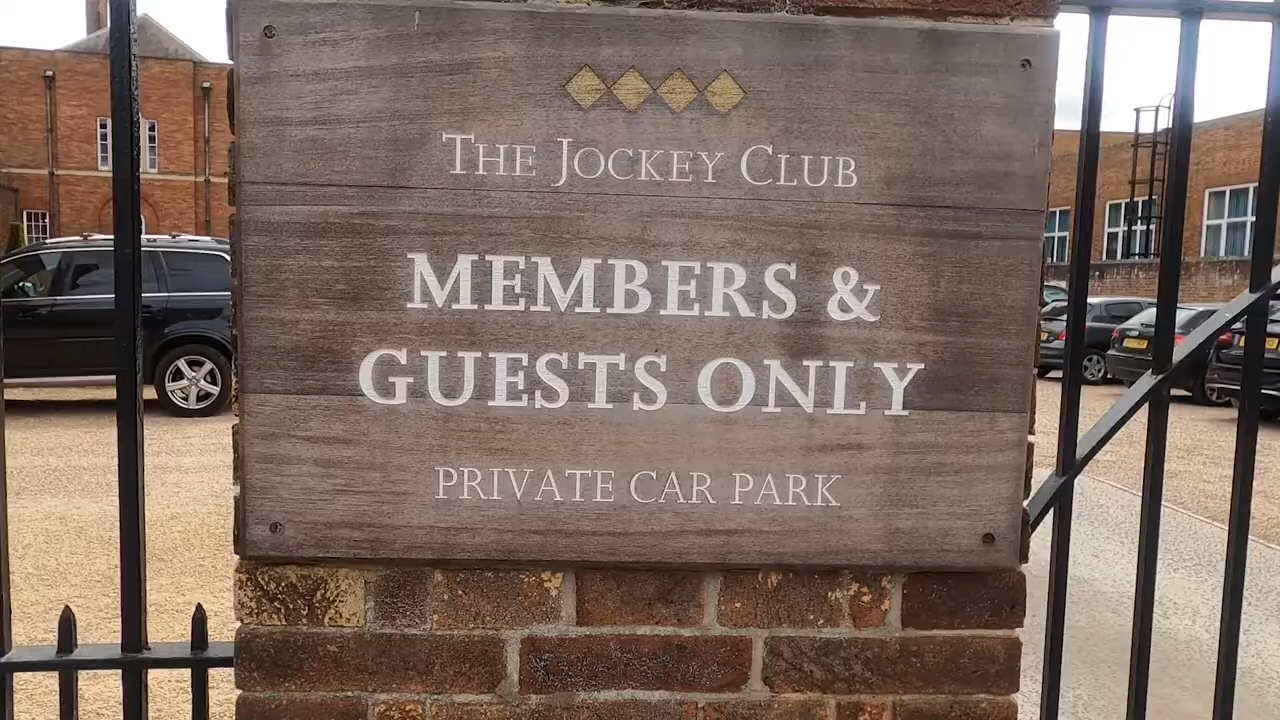 The Jockey Club
MEMBERS &
GUESTS ONLY
PRIVATE CAR PARK